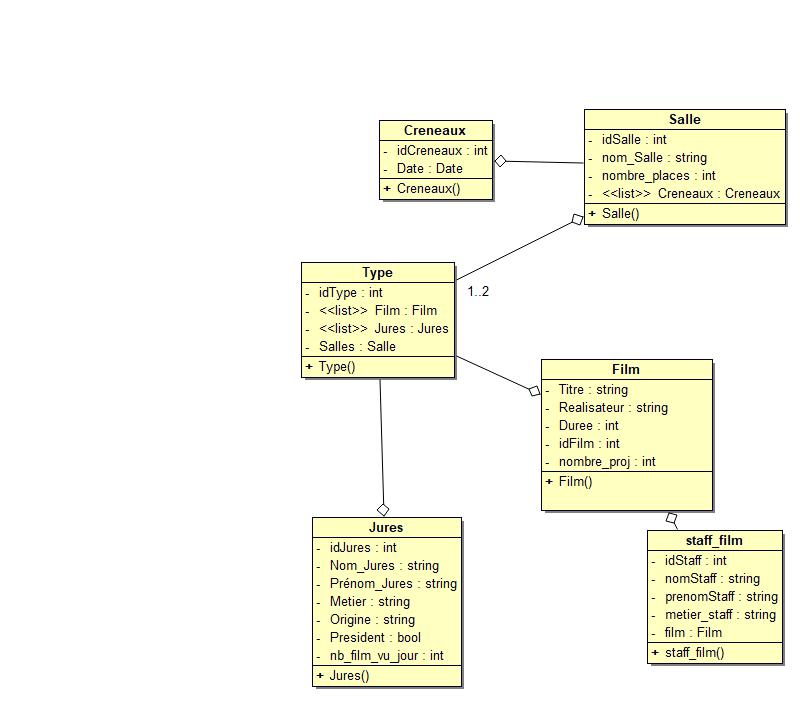 Creneaux
- idCreneaux : int
- Date : Date
+ Creneaux()
Salle
- idSalle : int
- nom_Salle : string
- nombre_places : int
- <<list>> Creneaux : Creneaux
+ Salle()
Type
- idType : int
- <<list>> Film : Film
- <<list>> Jures : Jures
- Salles : Salle
+ Type()
1..2
Film
- Titre : string
- Realisateur : string
- Duree : int
- idFilm : int
- nombre_proj : int
+ Film()
Jures
- idJures : int
- Nom_Jures : string
- Prénom_Jures : string
- Metier : string
- Origine : string
- President : bool
- nb_film_vu_jour : int
+ Jures()
staff_film
- idStaff : int
- nomStaff : string
- prenomStaff : string
- metier_staff : string
- film : Film
+ staff_film()